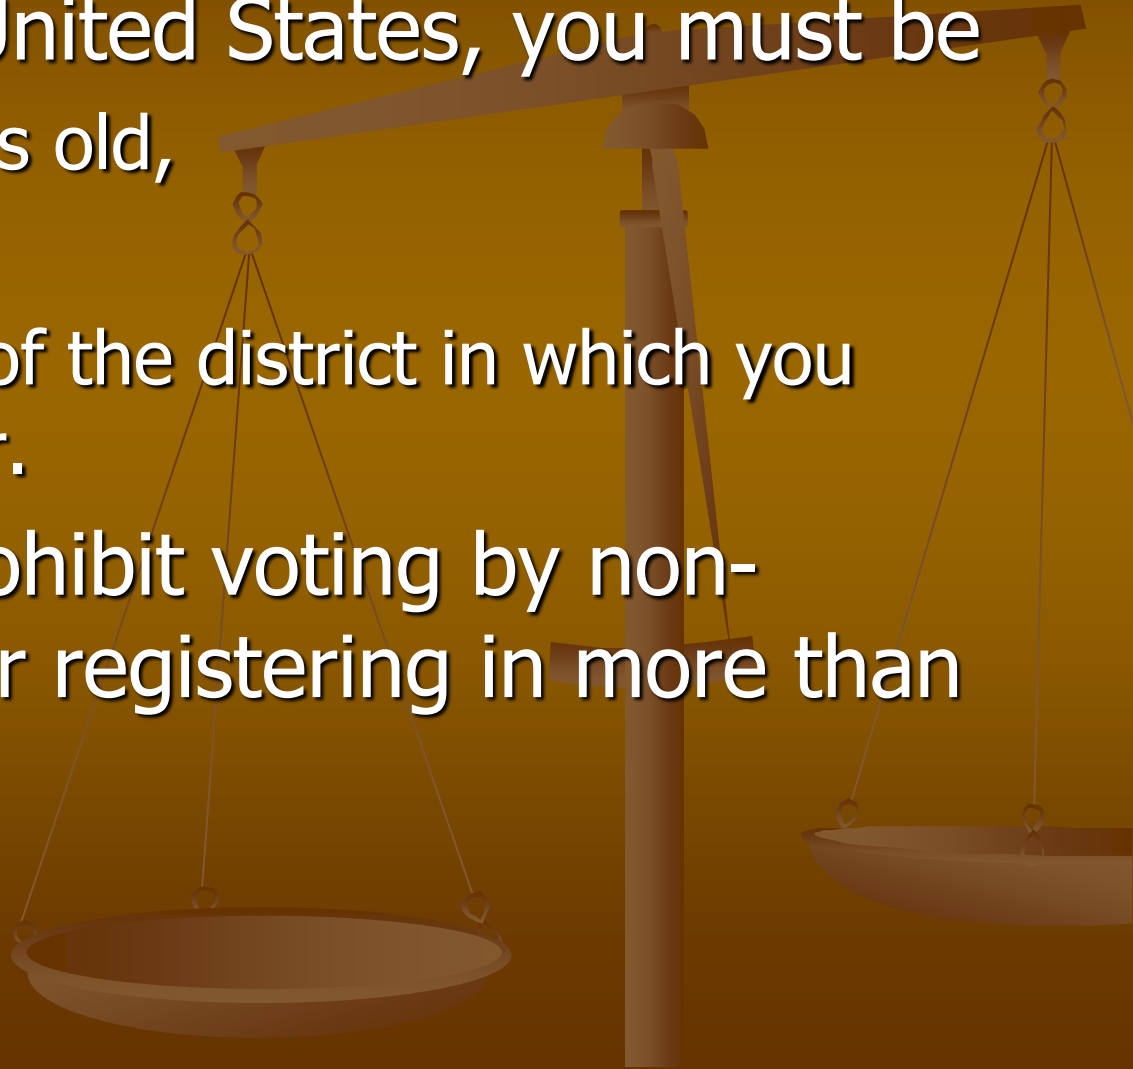 United States, you must be
s old,
of the district in which you
r.
ohibit voting by non-
r registering in more than